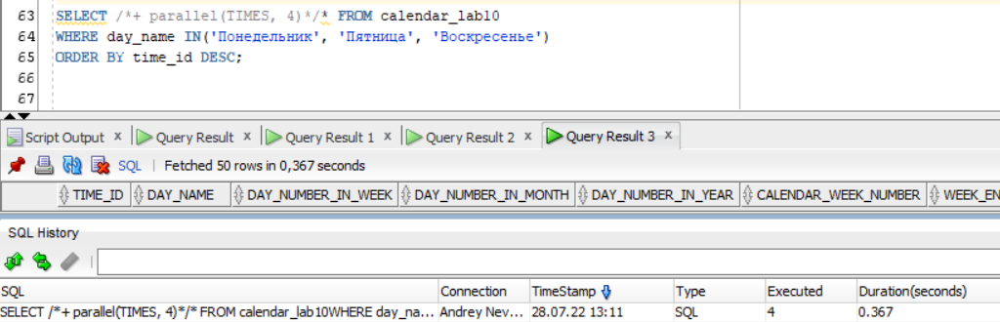 63 SELECT /*+ parallel(TIMES, 4)*/* FROM calendar_lab10
64 WHERE day_name IN('Понедельник', 'Пятница', 'Воскресенье')
65 ORDER BY time_id DESC;
66
67
Script Output x Query Result x Query Result 1 x Query Result 2 x Query Result 3 x
SQL | Fetched 50 rows in 0,367 seconds
TIME_ID DAY_NAME DAY_NUMBER_IN_WEEK DAY_NUMBER_IN_MONTH DAY_NUMBER_IN_YEAR CALENDAR_WEEK_NUMBER WEEK_EN
SQL History
SQL Connection TimeStamp Type Executed Duration(seconds)
SELECT /*+ parallel(TIMES, 4)*/* FROM calendar_lab10WHERE day_na... Andrey Nev... 28.07.22 13:11 SQL 4 0.367